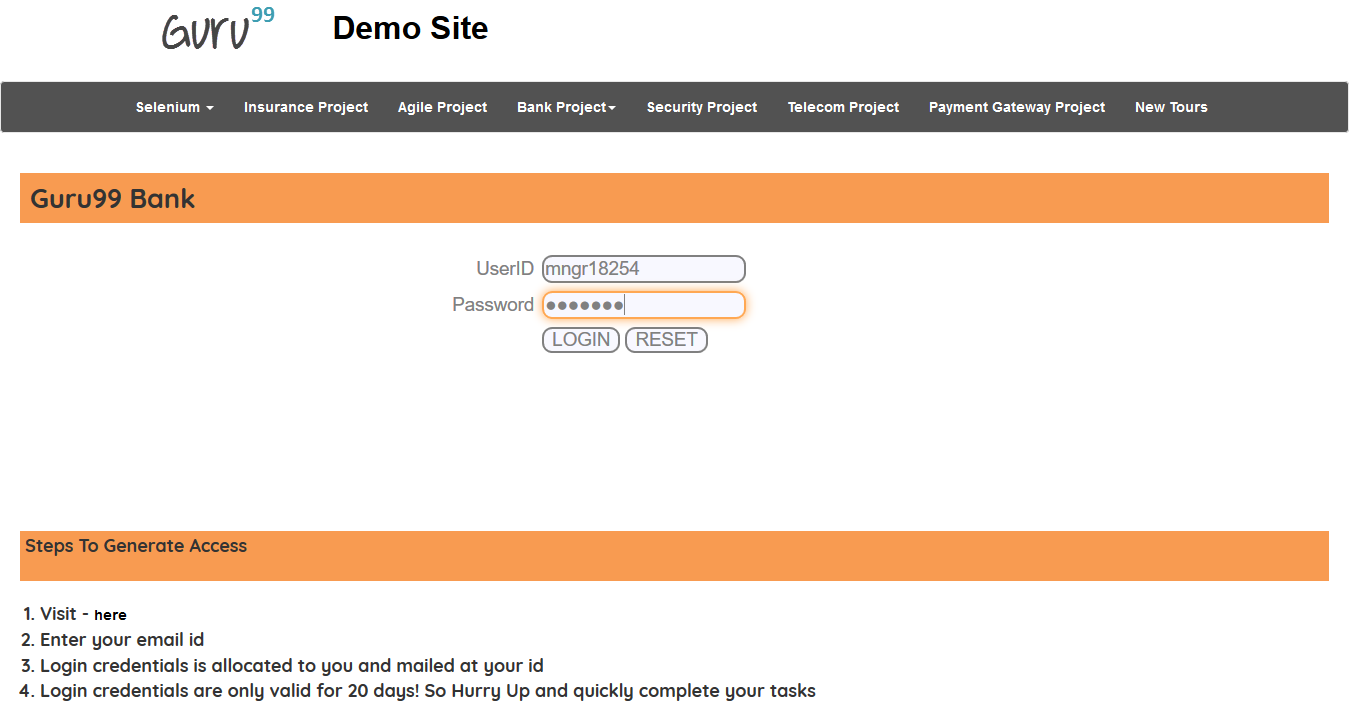 Guru99 Demo Site
Selenium Insurance Project Agile Project Bank Project Security Project Telecom Project Payment Gateway Project New Tours
Guru99 Bank
UserID mngr18254
Password •••••••
LOGIN RESET
Steps To Generate Access
1. Visit - here
2. Enter your email id
3. Login credentials is allocated to you and mailed at your id
4. Login credentials are only valid for 20 days! So Hurry Up and quickly complete your tasks